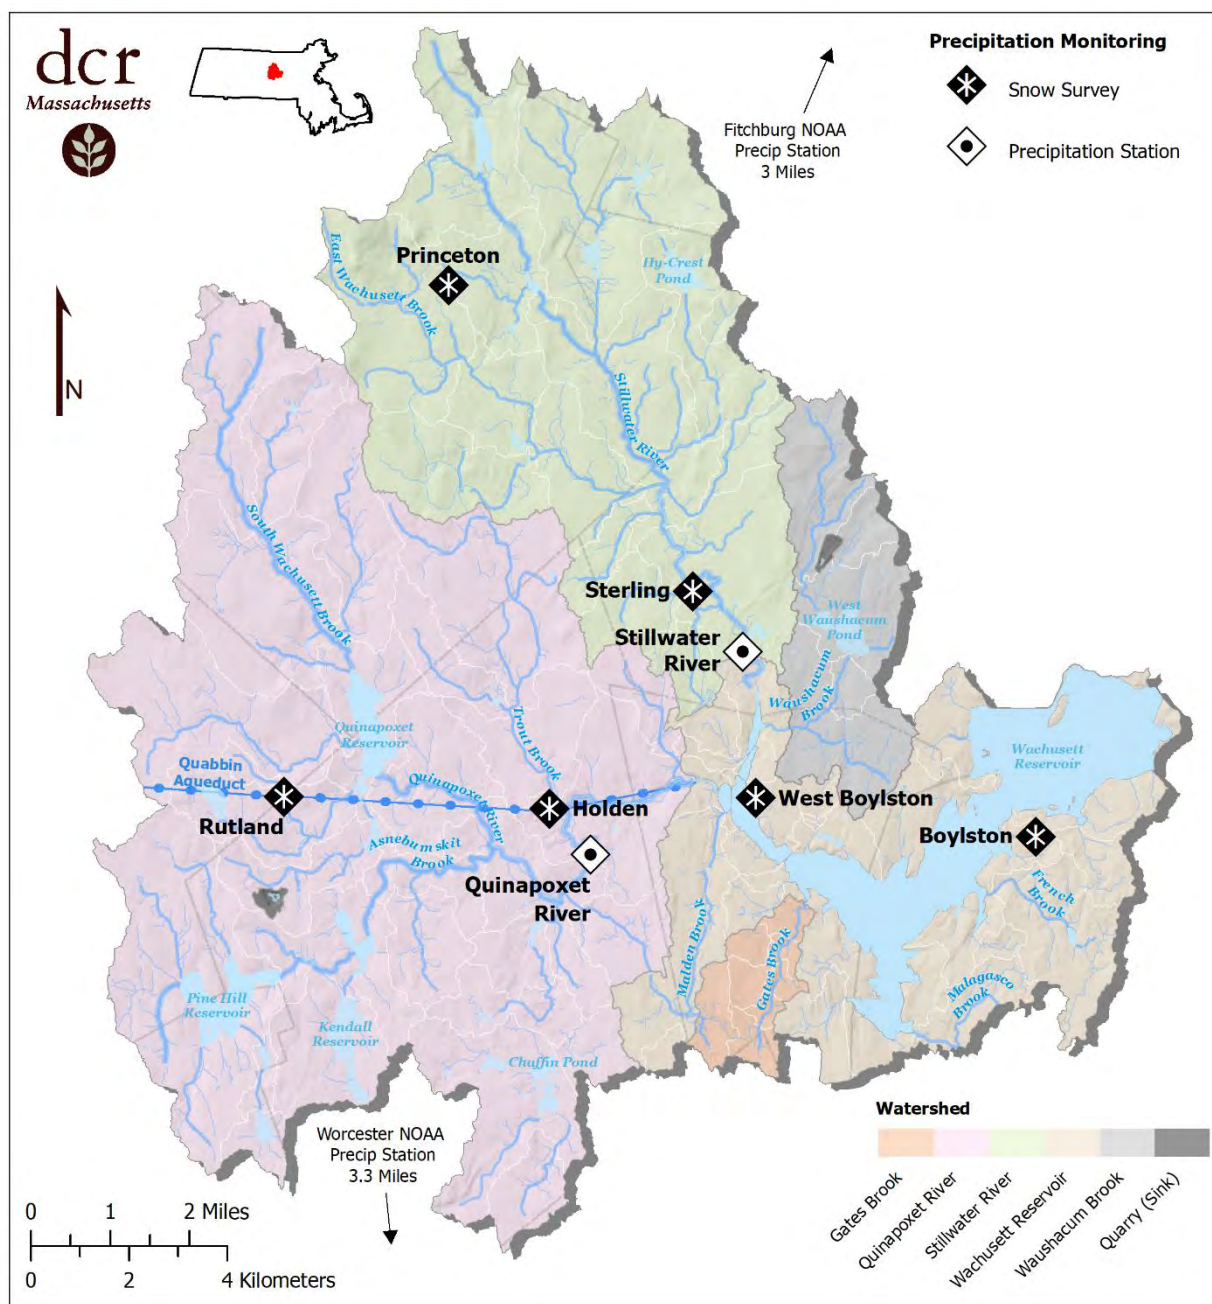 dcr
Massachusetts
Precipitation Monitoring
Snow Survey
Precipitation Station
Fitchburg NOAA
Precip Station
3 Miles
N
Princeton
East Wachusett Brook
Hy-Crest
Pond
Stillwater River
South Wachusett Brook
Sterling
Stillwater
River
West
Waushacum
Pond
Waushacum
Brook
Quinapoxet
Reservoir
Trout Brook
Wachusett
Reservoir
Quabbin
Aqueduct
Quinapoxet River
Rutland
Holden
West Boylston
Boylston
Asnebumskit
Brook
Quinapoxet
River
French
Brook
Malden Brook
Gates Brook
Malagasco
Brook
Pine Hill
Reservoir
Kendall
Reservoir
Chaffin Pond
Worcester NOAA
Precip Station
3.3 Miles
Watershed
Gates Brook
Quinapoxet River
Stillwater River
Wachusett Reservoir
Waushacum Brook
Quarry (Sink)
0 1 2 Miles
0 2 4 Kilometers